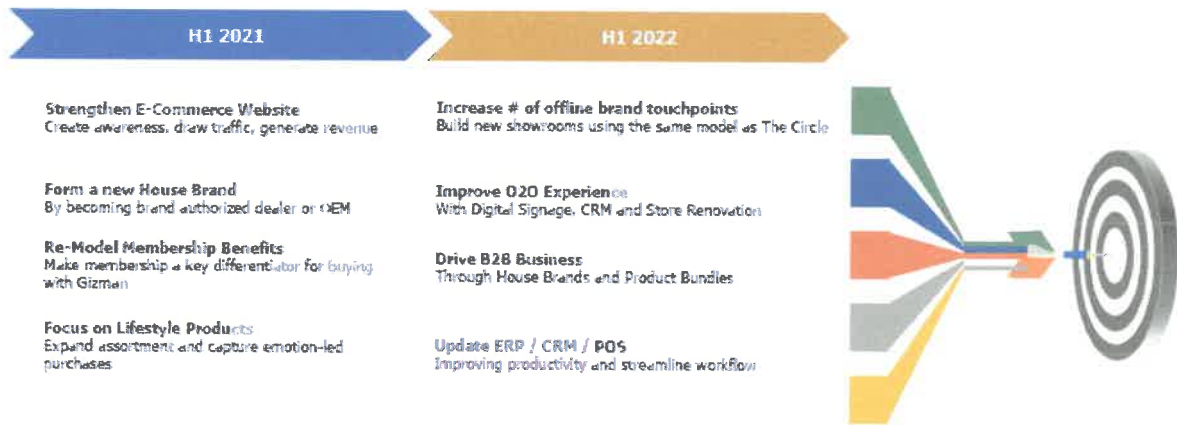 H1 2021
Strengthen E-Commerce Website
Create awareness, draw traffic, generate revenue
Form a new House Brand
By becoming brand authorized dealer or OEM
Re-Model Membership Benefits
Make membership a key differentiator for buying
with Gizman
Focus on Lifestyle Products
Expand assortment and capture emotion-led
purchases
H1 2022
Increase # of offline brand touchpoints
Build new showrooms using the same model as The Circle
Improve O2O Experience
With Digital Signage, CRM and Store Renovation
Drive B2B Business
Through House Brands and Product Bundles
Update ERP / CRM / POS
Improving productivity and streamline workflow